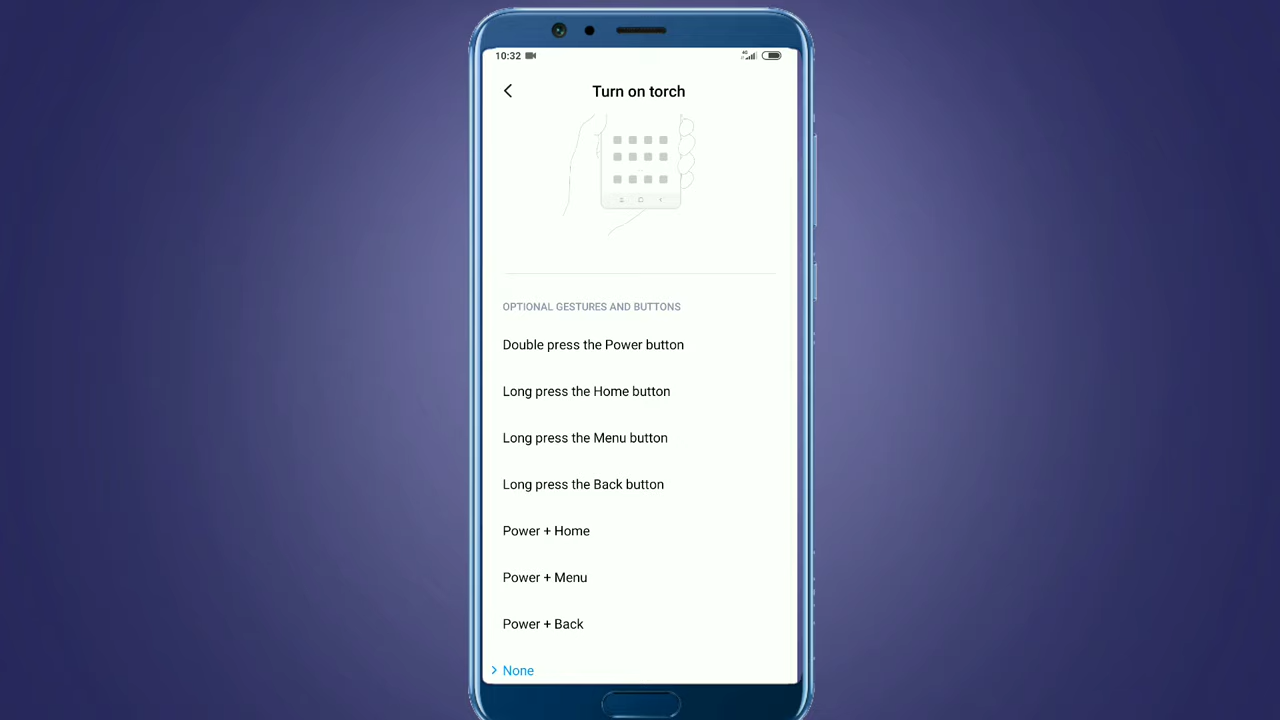 10:32
Turn on torch
OPTIONAL GESTURES AND BUTTONS
Double press the Power button
Long press the Home button
Long press the Menu button
Long press the Back button
Power + Home
Power + Menu
Power + Back
None